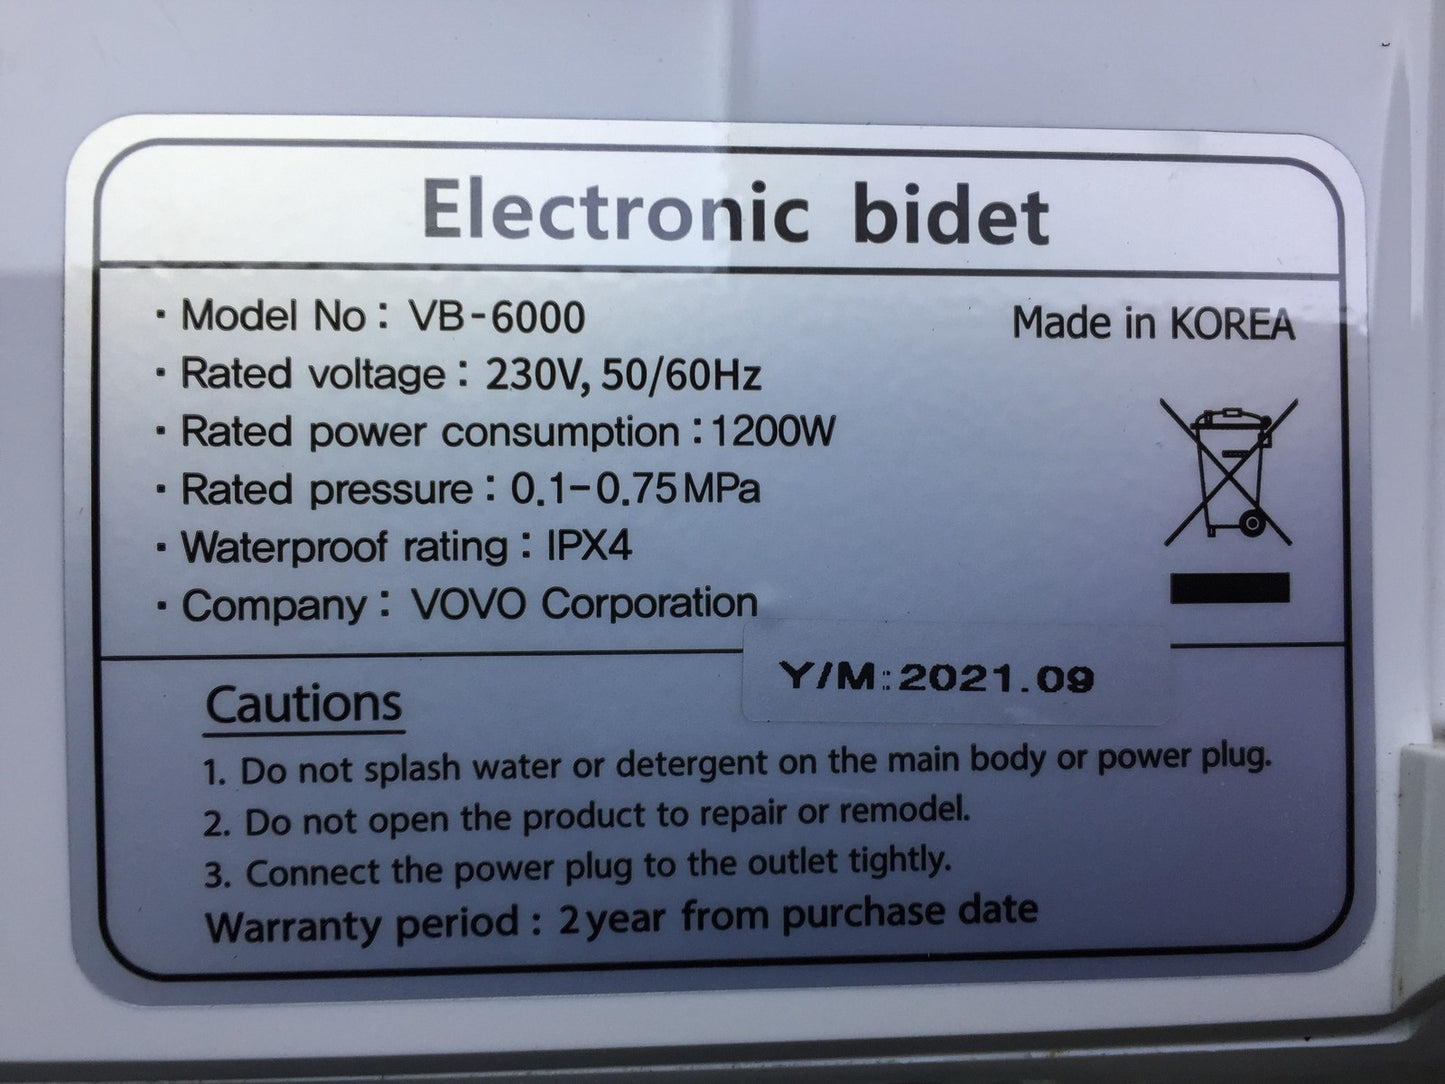 Electronic bidet
· Model No : VB-6000
Made in KOREA
· Rated voltage : 230V, 50/60Hz
· Rated power consumption : 1200W
· Rated pressure : 0.1-0.75MPa
· Waterproof rating : IPX4
· Company : VOVO Corporation
Y/M:2021.09
Cautions
1. Do not splash water or detergent on the main body or power plug.
2. Do not open the product to repair or remodel.
3. Connect the power plug to the outlet tightly.
Warranty period : 2year from purchase date